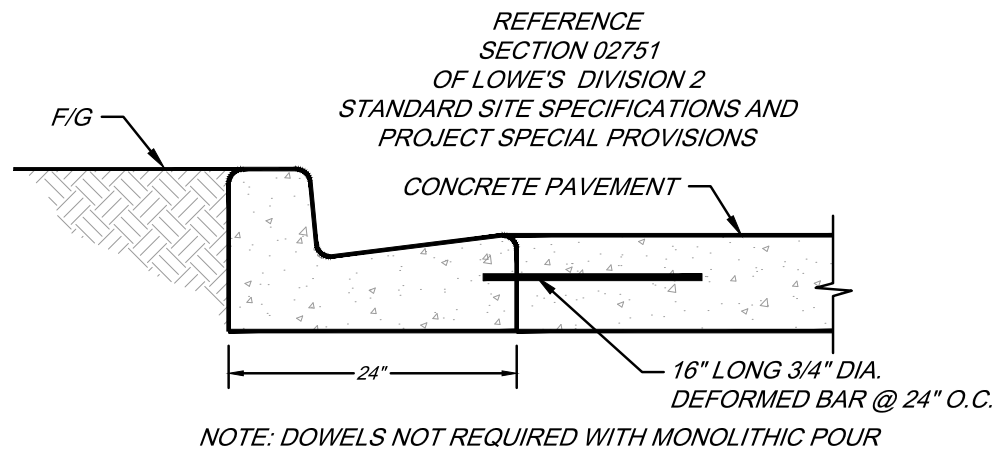 REFERENCE
SECTION 02751
OF LOWE'S DIVISION 2
STANDARD SITE SPECIFICATIONS AND
PROJECT SPECIAL PROVISIONS
F/G
CONCRETE PAVEMENT
24"
16" LONG 3/4" DIA.
DEFORMED BAR @ 24" O.C.
NOTE: DOWELS NOT REQUIRED WITH MONOLITHIC POUR